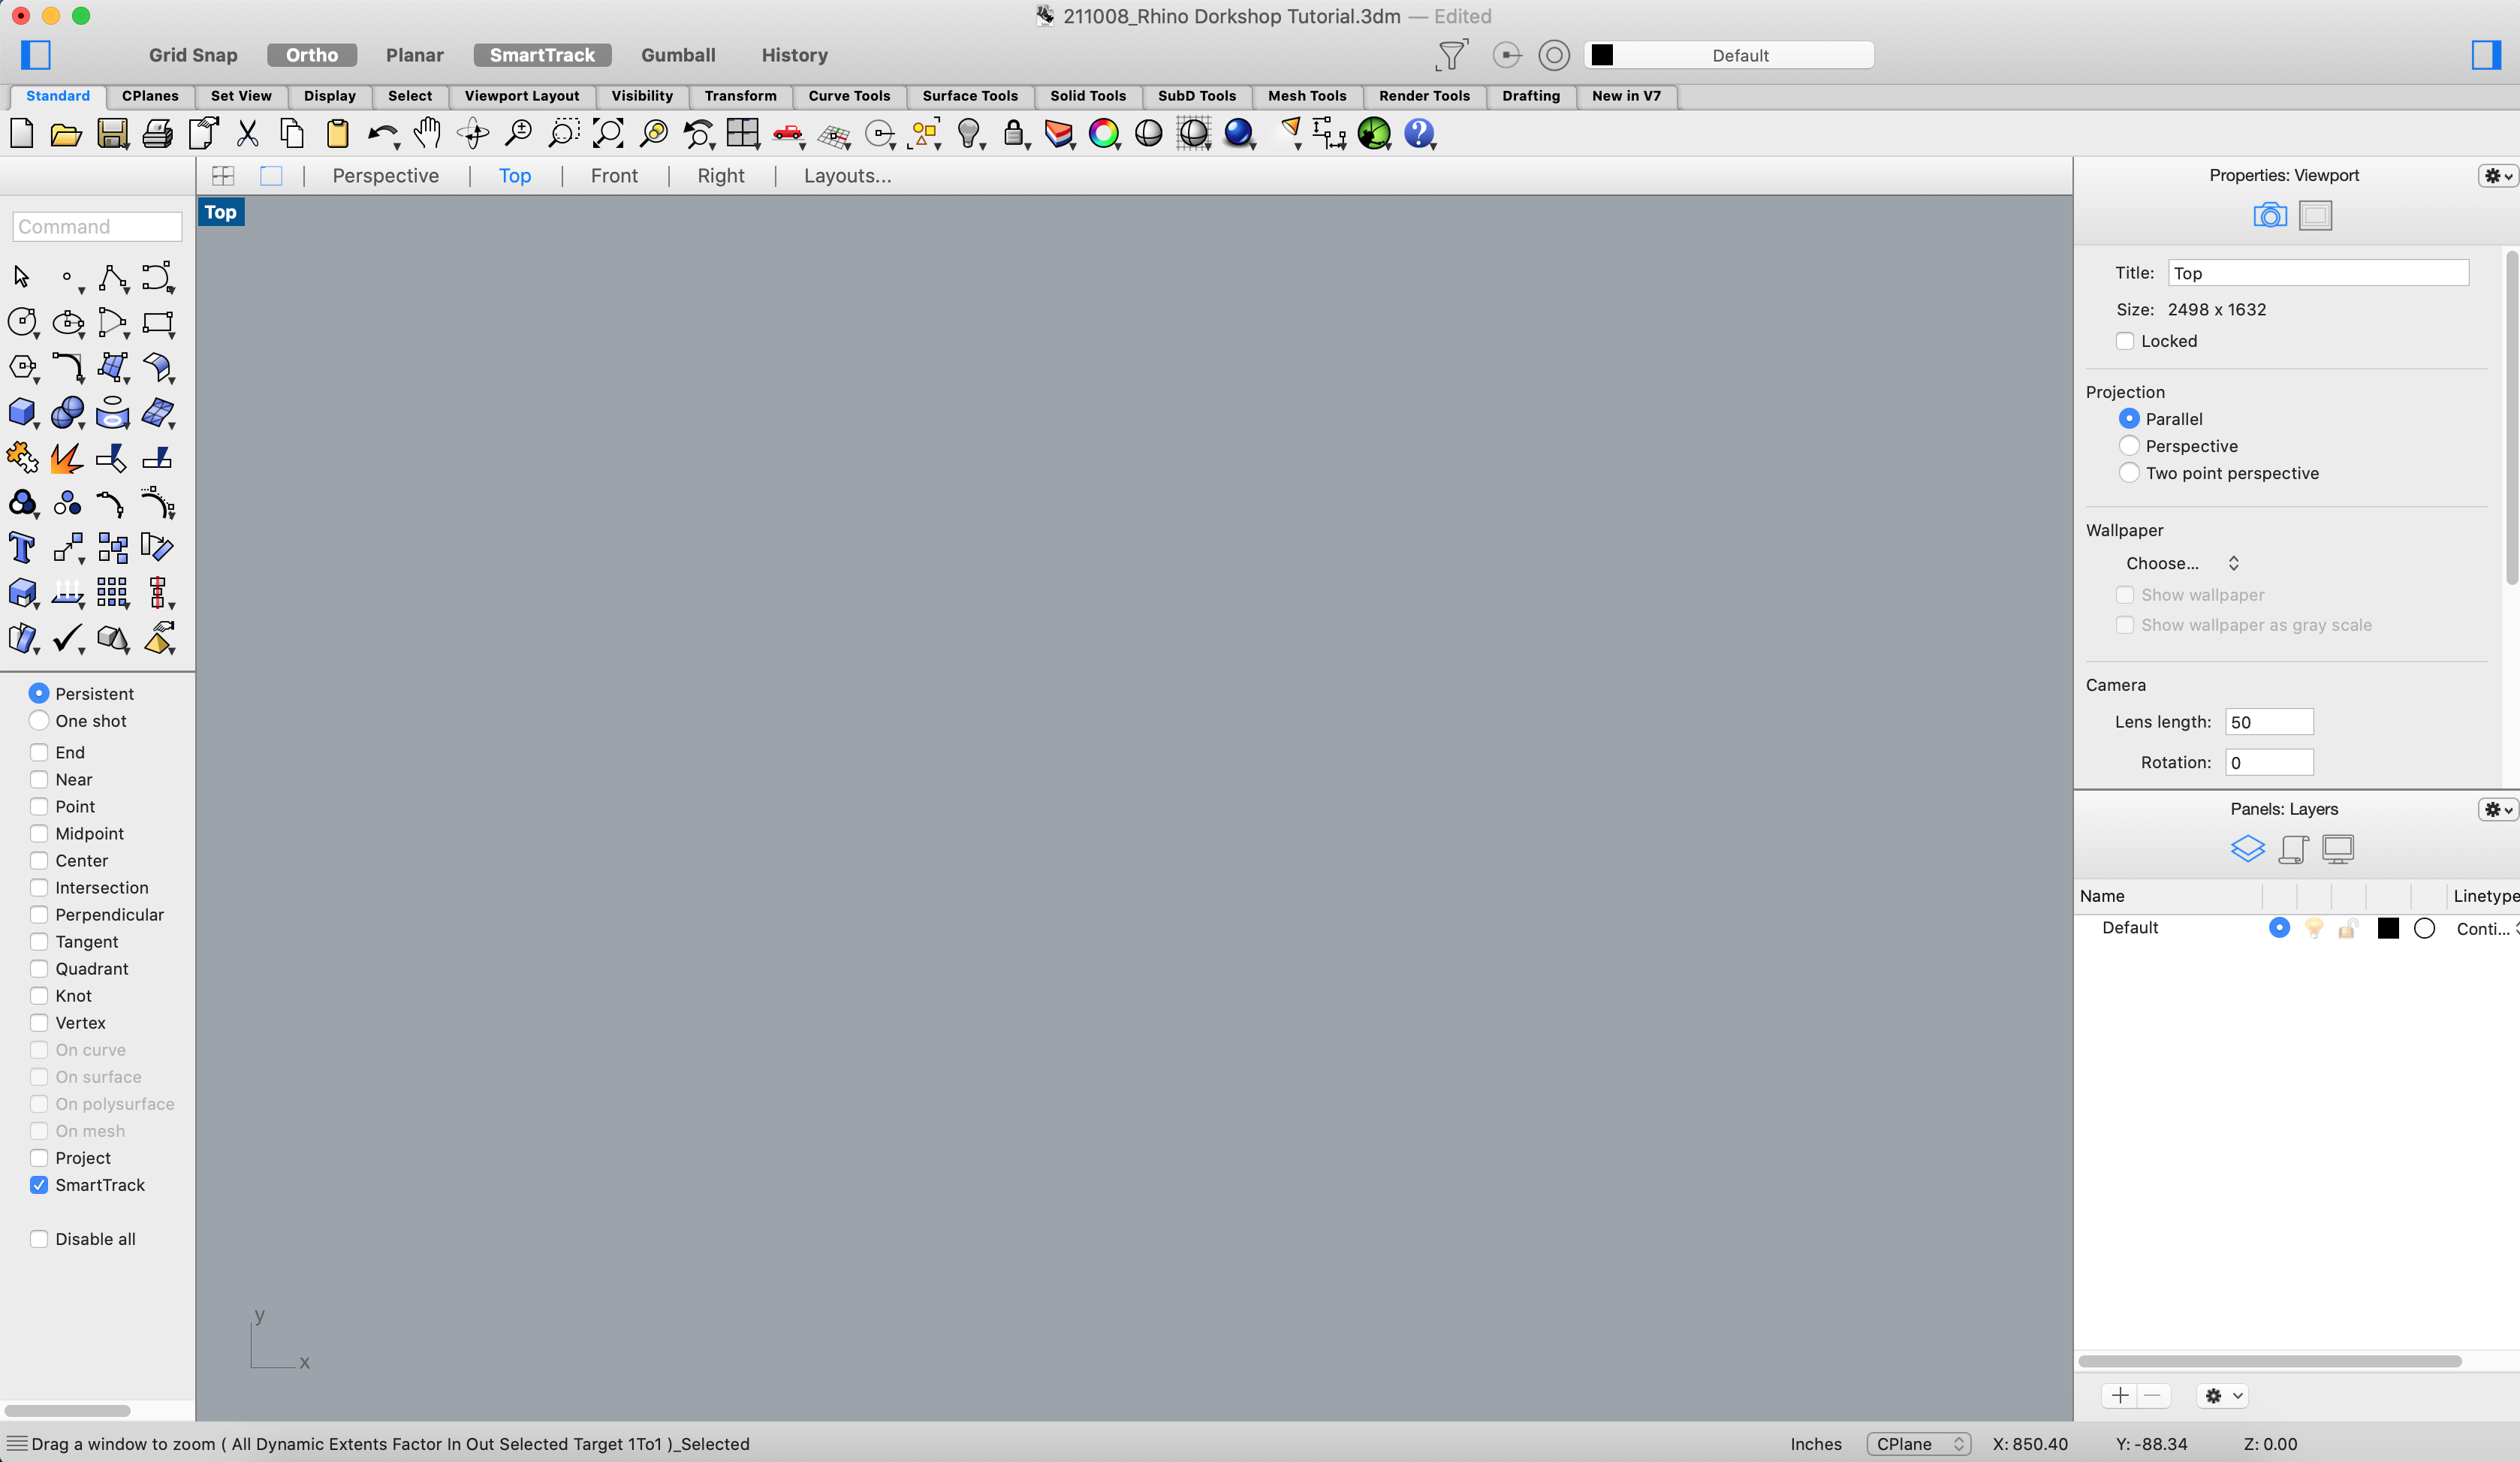 211008_Rhino Dorkshop Tutorial.3dm — Edited
Grid Snap Ortho Planar SmartTrack Gumball History Default
Standard CPlanes Set View Display Select Viewport Layout Visibility Transform Curve Tools Surface Tools Solid Tools SubD Tools Mesh Tools Render Tools Drafting New in V7
Perspective Top Front Right Layouts...
Top
Command
Persistent
One shot
End
Near
Point
Midpoint
Center
Intersection
Perpendicular
Tangent
Quadrant
Knot
Vertex
On curve
On surface
On polysurface
On mesh
Project
SmartTrack
Disable all
y
x
Properties: Viewport
Title: Top
Size: 2498 x 1632
Locked
Projection
Parallel
Perspective
Two point perspective
Wallpaper
Choose...
Show wallpaper
Show wallpaper as gray scale
Camera
Lens length: 50
Rotation: 0
Panels: Layers
Name Linetype
Default Conti...
Drag a window to zoom ( All Dynamic Extents Factor In Out Selected Target 1To1 )_Selected
Inches CPlane X: 850.40 Y: -88.34 Z: 0.00